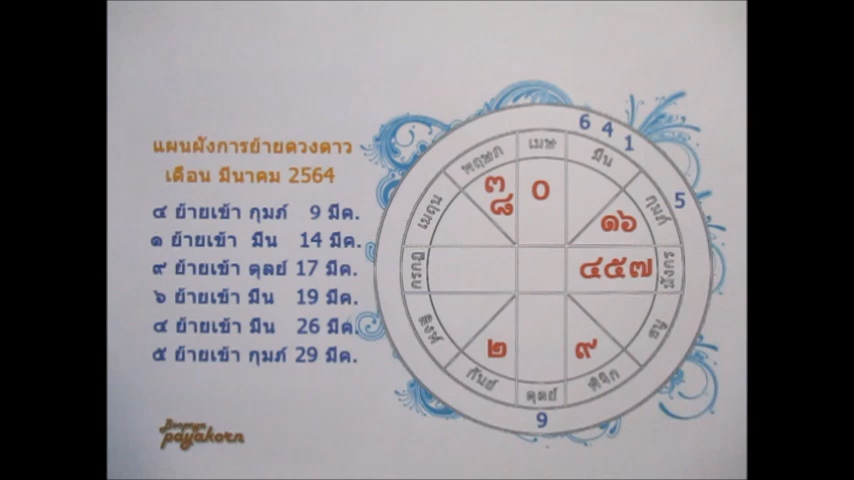 แผนผังการย้ายดวงดาว
เดือน มีนาคม 2564
๔ ย้ายเข้า กุมภ์ 9 มีค.
๑ ย้ายเข้า มีน 14 มีค.
๙ ย้ายเข้า ตุลย์ 17 มีค.
๖ ย้ายเข้า มีน 19 มีค.
๔ ย้ายเข้า มีน 26 มีค.
๕ ย้ายเข้า กุมภ์ 29 มีค.
payakorn
6 4 1
5
9
เมษ
พฤษภ
เมถุน
กรกฎ
สิงห์
กันย์
ตุลย์
พิจิก
ธนู
มังกร
กุมภ์
มีน
๓
๘
๐
๑๖
๔๕๗
๒
๙